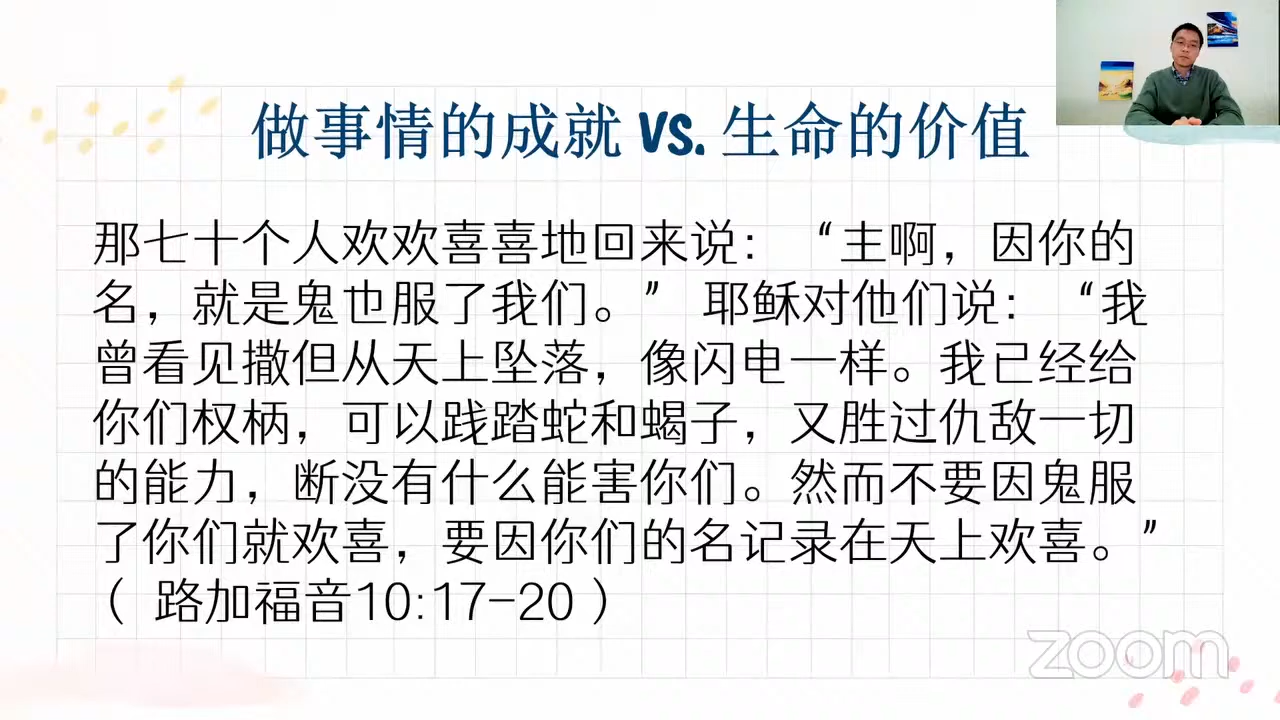 做事情的成就 VS. 生命的价值
那七十个人欢欢喜喜地回来说：“主啊，因你的
名，就是鬼也服了我们。” 耶稣对他们说：“我
曾看见撒但从天上坠落，像闪电一样。我已经给
你们权柄，可以践踏蛇和蝎子，又胜过仇敌一切
的能力，断没有什么能害你们。然而不要因鬼服
了你们就欢喜，要因你们的名记录在天上欢喜。”
（ 路加福音10:17-20 ）
zoom